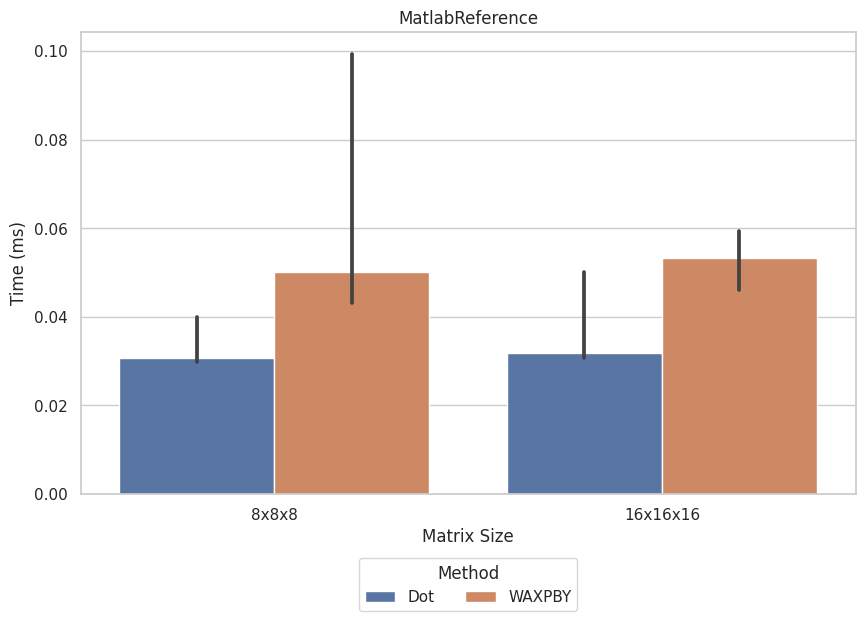 MatlabReference
0.10
0.08
0.06
0.04
0.02
0.00
Time (ms)
8x8x8
16x16x16
Matrix Size
Method
Dot
WAXPBY